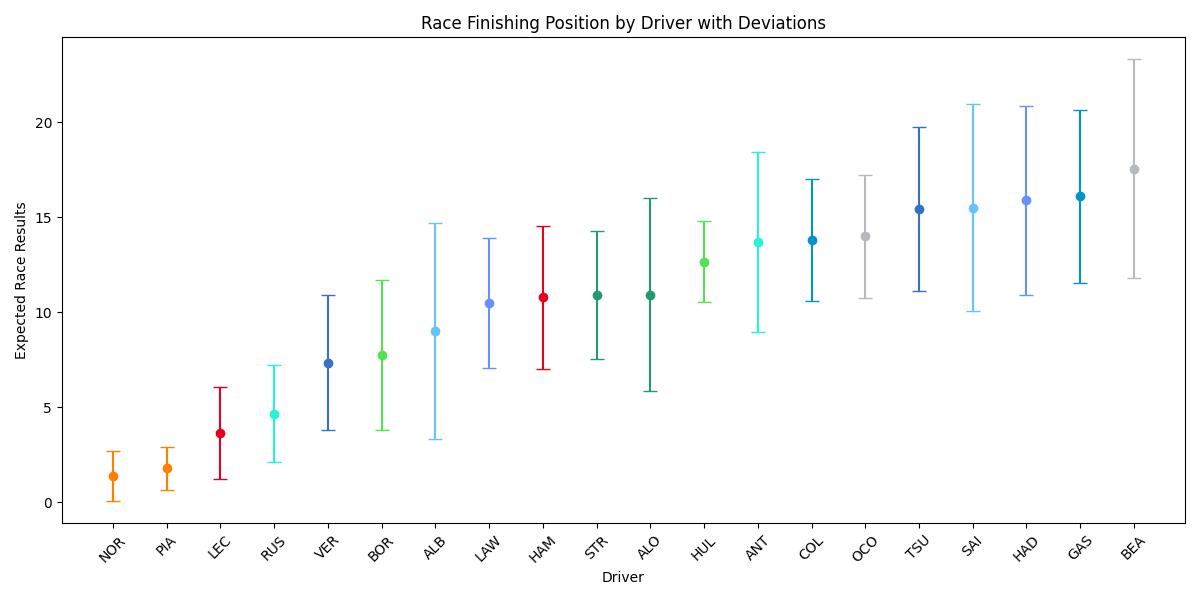 Race Finishing Position by Driver with Deviations
Expected Race Results
20
15
10
5
0
NOR PIA LEC RUS VER BOR ALB LAW HAM STR ALO HUL ANT COL OCO TSU SAI HAD GAS BEA
Driver